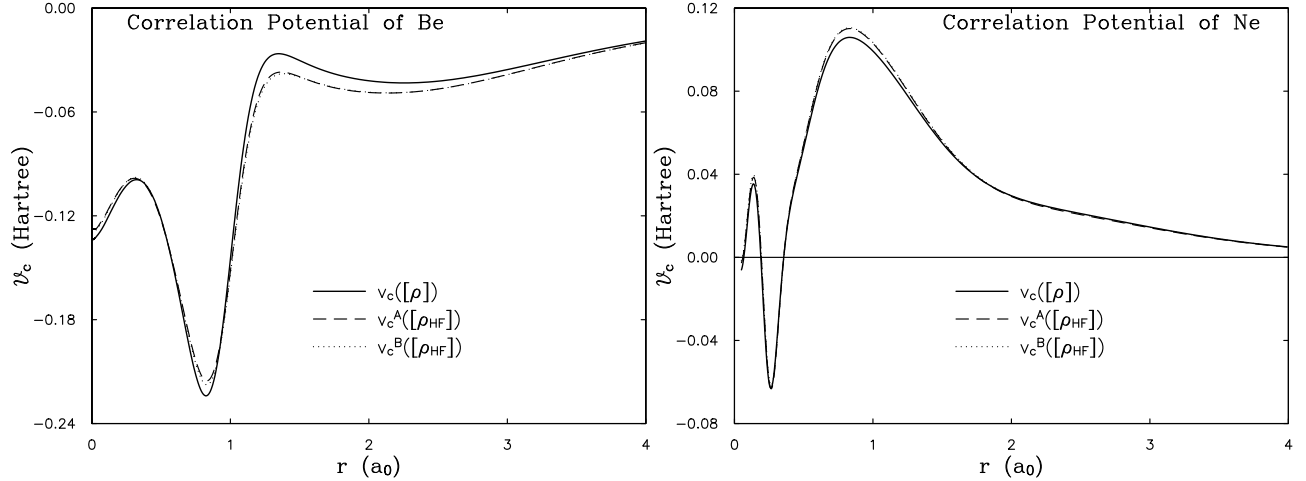 Correlation Potential of Be
0.00
−0.06
−0.12
−0.18
−0.24
𝓋c (Hartree)
vc([ρ])
vcA([ρHF])
vcB([ρHF])
0 1 2 3 4
r (a0)
Correlation Potential of Ne
0.12
0.08
0.04
0.00
−0.04
−0.08
𝓋c (Hartree)
vc([ρ])
vcA([ρHF])
vcB([ρHF])
0 1 2 3 4
r (a0)